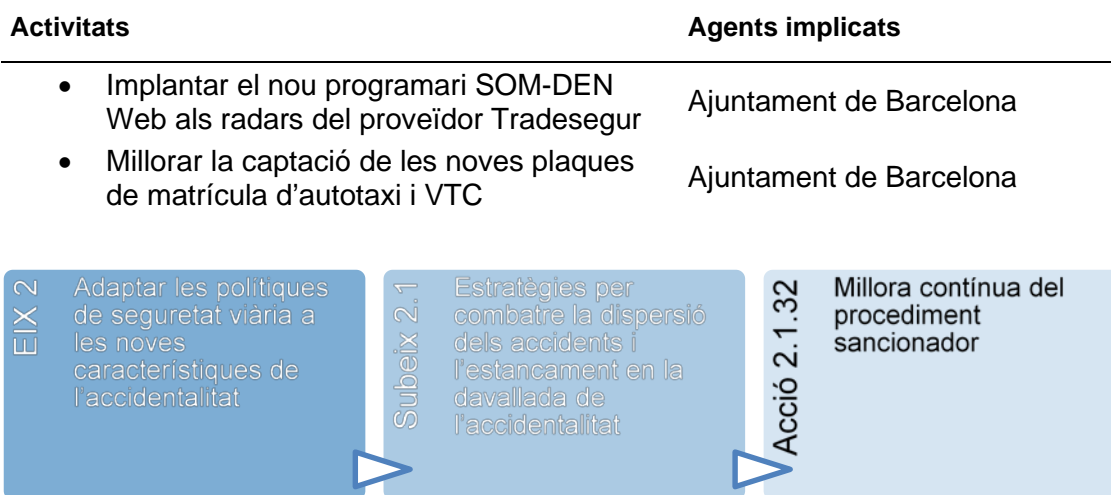 Activitats Agents implicats
• Implantar el nou programari SOM-DEN
Web als radars del proveïdor Tradesegur
Ajuntament de Barcelona
• Millorar la captació de les noves plaques
de matrícula d'autotaxi i VTC
Ajuntament de Barcelona
EIX 2
Adaptar les polítiques
de seguretat viària a
les noves
característiques de
l'accidentalitat
Subeix 2.1
Estratègies per
combatre la dispersió
dels accidents i
l'estancament en la
davallada de
l'accidentalitat
Acció 2.1.32
Millora contínua del
procediment
sancionador